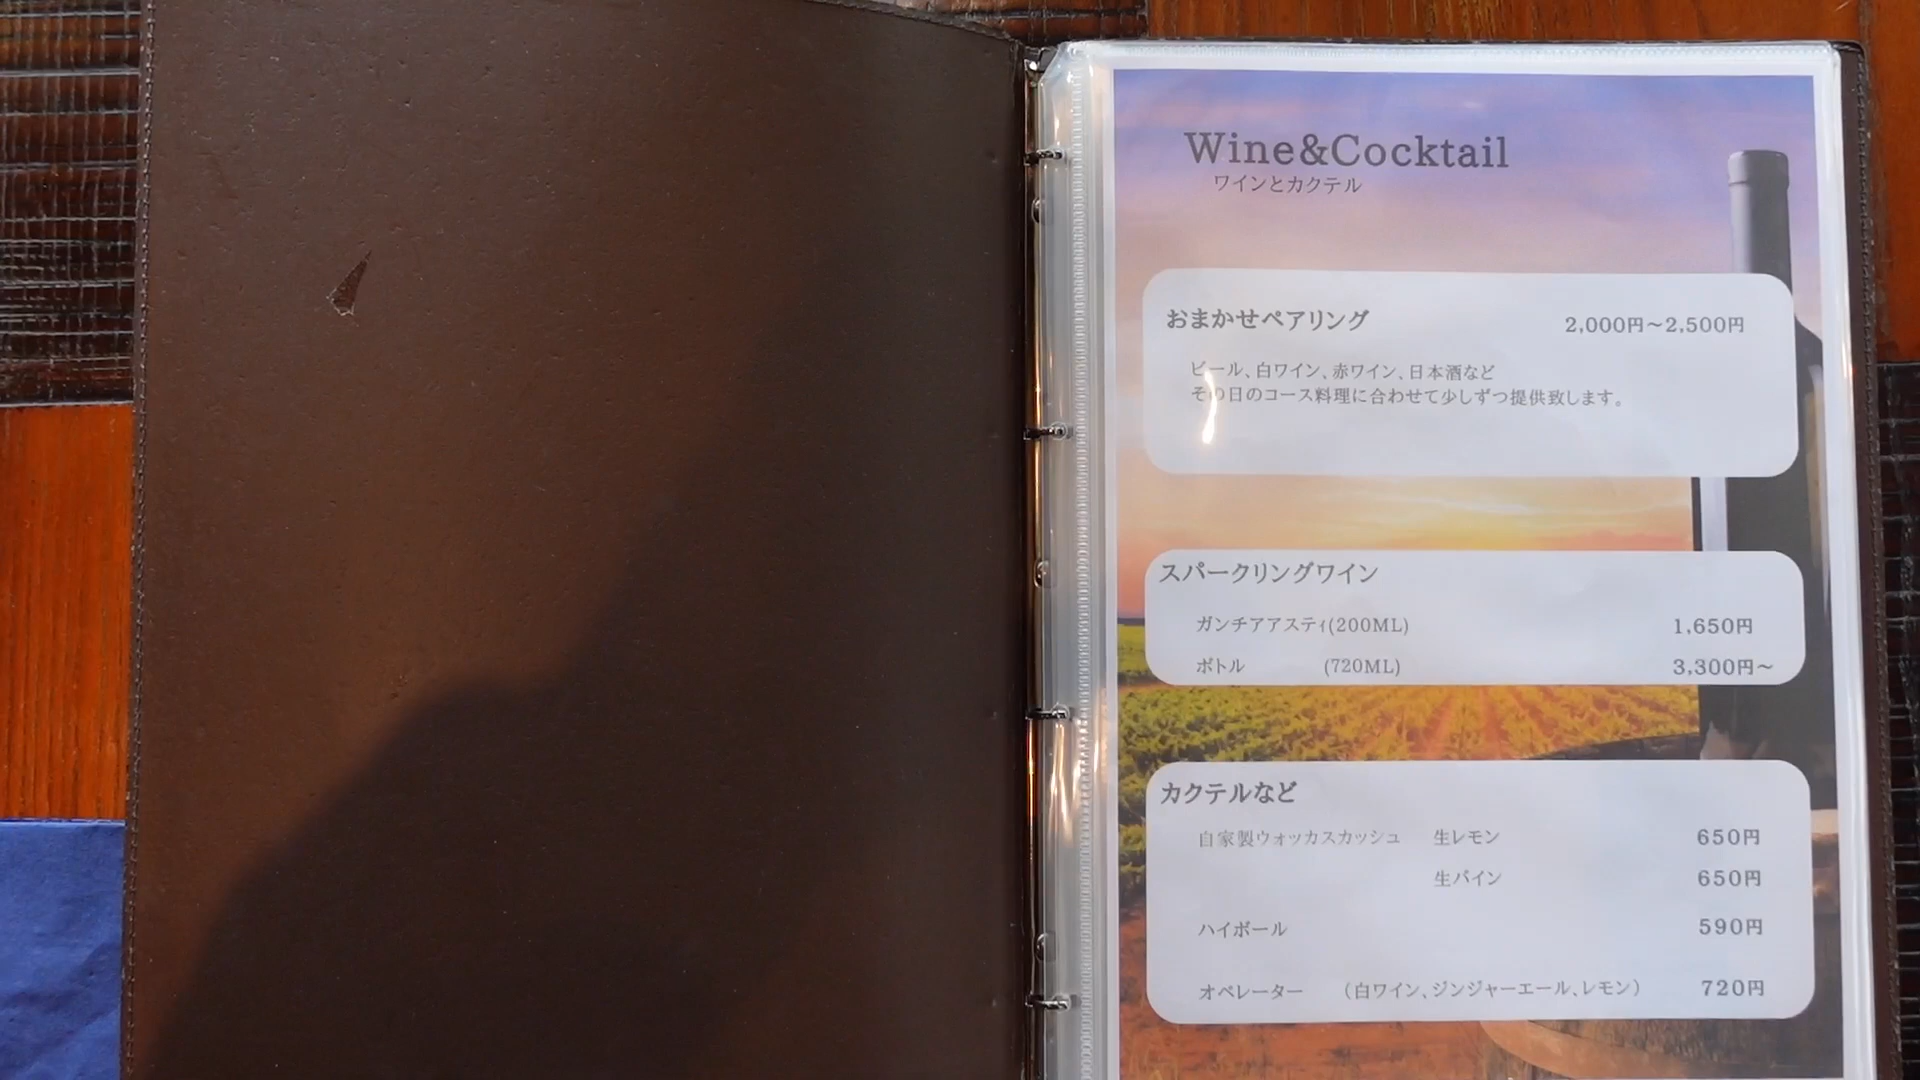 Wine&Cocktail
ワインとカクテル
おまかせペアリング 2,000円～2,500円
ビール、白ワイン、赤ワイン、日本酒など
その日のコース料理に合わせて少しずつ提供致します。
スパークリングワイン
ガンチアアスティ(200ML) 1,650円
ボトル (720ML) 3,300円～
カクテルなど
自家製ウォッカスカッシュ 生レモン 650円
生パイン 650円
ハイボール 590円
オペレーター （白ワイン、ジンジャーエール、レモン） 720円